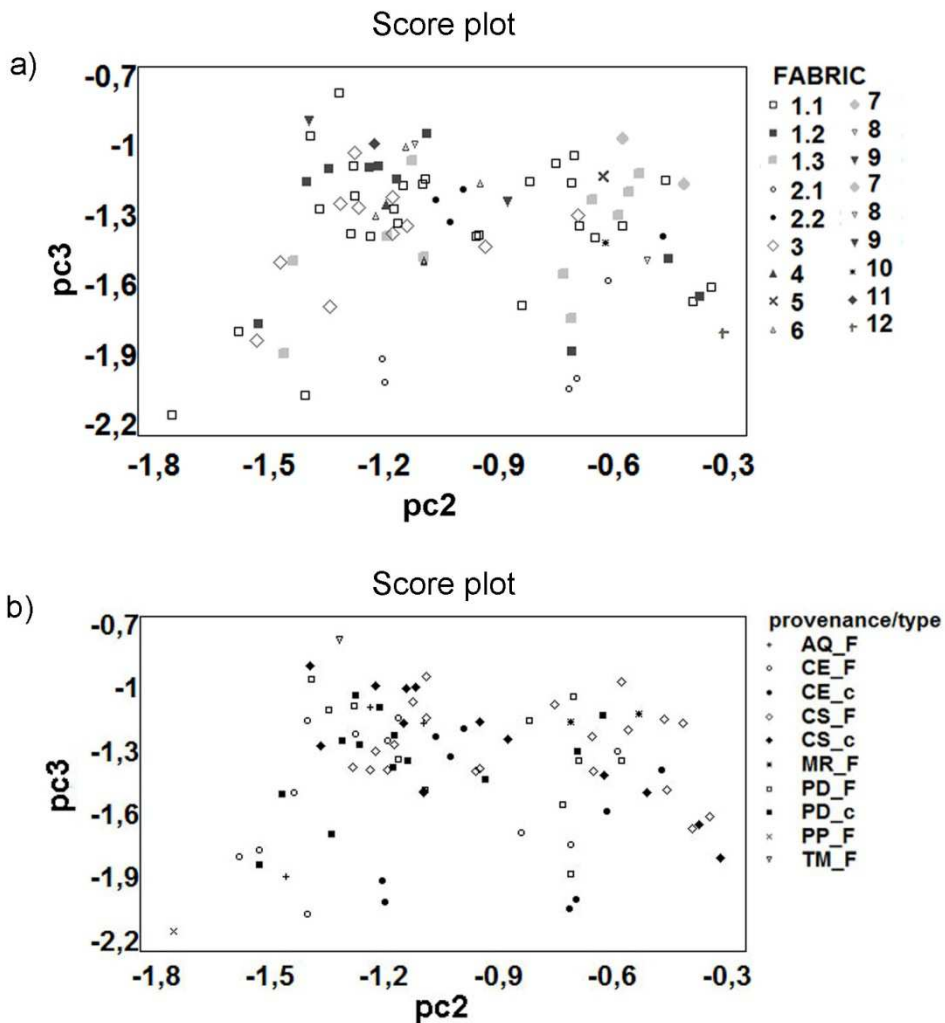 Score plot
a)
-0,7
-1
-1,3
-1,6
-1,9
-2,2
pc3
-1,8 -1,5 -1,2 -0,9 -0,6 -0,3
pc2
FABRIC
1.1 7
1.2 8
1.3 9
2.1 7
2.2 8
3 9
4 10
5 11
6 12
Score plot
b)
-0,7
-1
-1,3
-1,6
-1,9
-2,2
pc3
-1,8 -1,5 -1,2 -0,9 -0,6 -0,3
pc2
provenance/type
AQ_F
CE_F
CE_c
CS_F
CS_c
MR_F
PD_F
PD_c
PP_F
TM_F